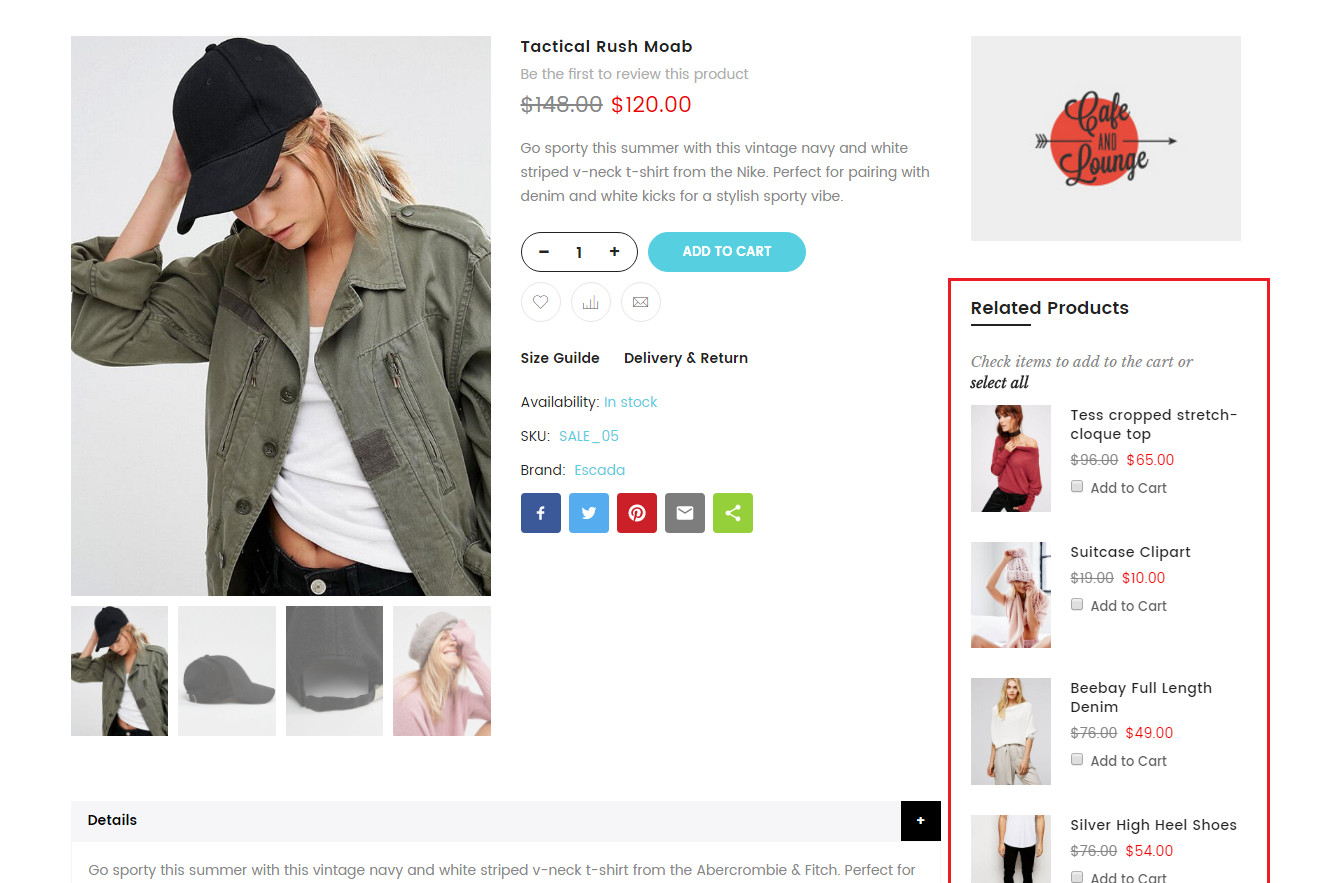 Tactical Rush Moab
Be the first to review this product
$148.00 $120.00
Go sporty this summer with this vintage navy and white
striped v-neck t-shirt from the Nike. Perfect for pairing with
denim and white kicks for a stylish sporty vibe.
- 1 +
ADD TO CART
Size Guilde Delivery & Return
Availability: In stock
SKU: SALE_05
Brand: Escada
Cafe
AND
Lounge
Related Products
Check items to add to the cart or
select all
Tess cropped stretch-
cloque top
$96.00 $65.00
Add to Cart
Suitcase Clipart
$19.00 $10.00
Add to Cart
Beebay Full Length
Denim
$76.00 $49.00
Add to Cart
Silver High Heel Shoes
$76.00 $54.00
Add to Cart
Details
+
Go sporty this summer with this vintage navy and white striped v-neck t-shirt from the Abercrombie & Fitch. Perfect for